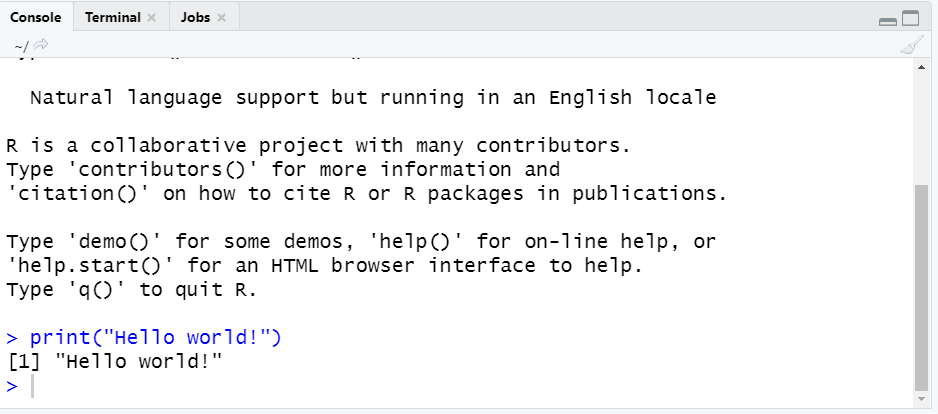 Console Terminal Jobs
~/
Natural language support but running in an English locale
R is a collaborative project with many contributors.
Type 'contributors()' for more information and
'citation()' on how to cite R or R packages in publications.
Type 'demo()' for some demos, 'help()' for on-line help, or
'help.start()' for an HTML browser interface to help.
Type 'q()' to quit R.
> print("Hello world!")
[1] "Hello world!"
>